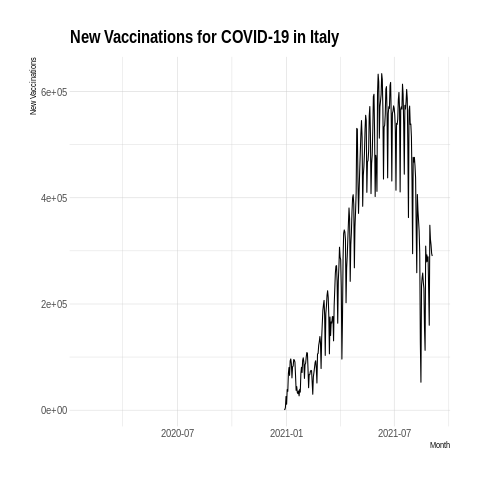 New Vaccinations for COVID-19 in Italy
New Vaccinations
6e+05
4e+05
2e+05
0e+00
2020-07 2021-01 2021-07
Month